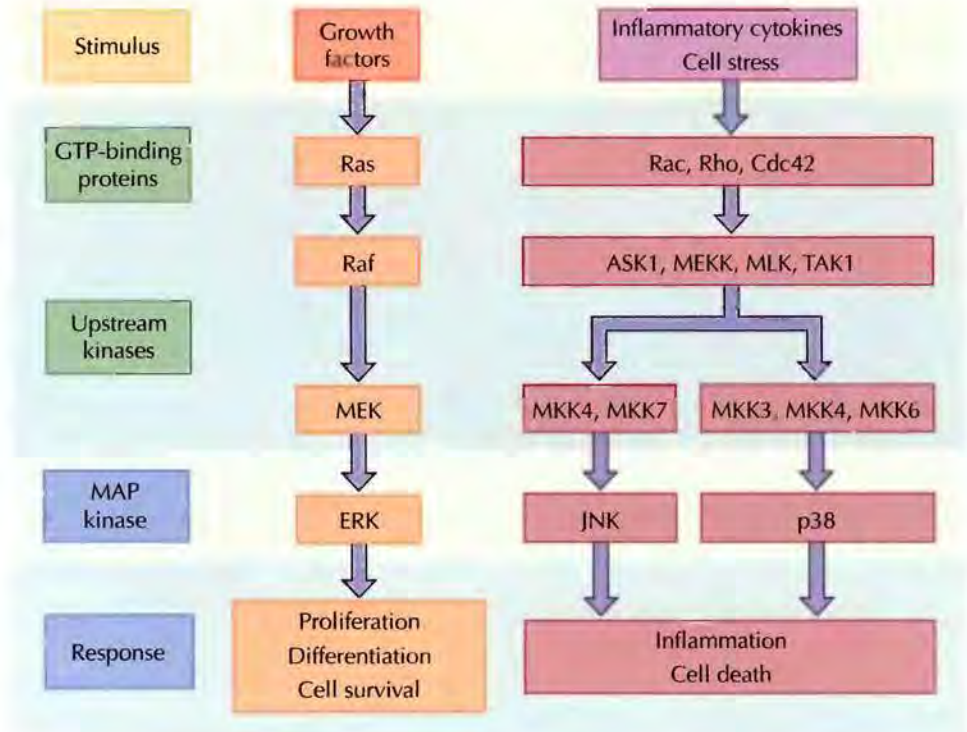 Stimulus
Growth
factors
Inflammatory cytokines
Cell stress
GTP-binding
proteins
Ras
Rac, Rho, Cdc42
Raf
ASK1, MEKK, MLK, TAK1
Upstream
kinases
MEK
MKK4, MKK7
MKK3, MKK4, MKK6
MAP
kinase
ERK
JNK
p38
Response
Proliferation
Differentiation
Cell survival
Inflammation
Cell death